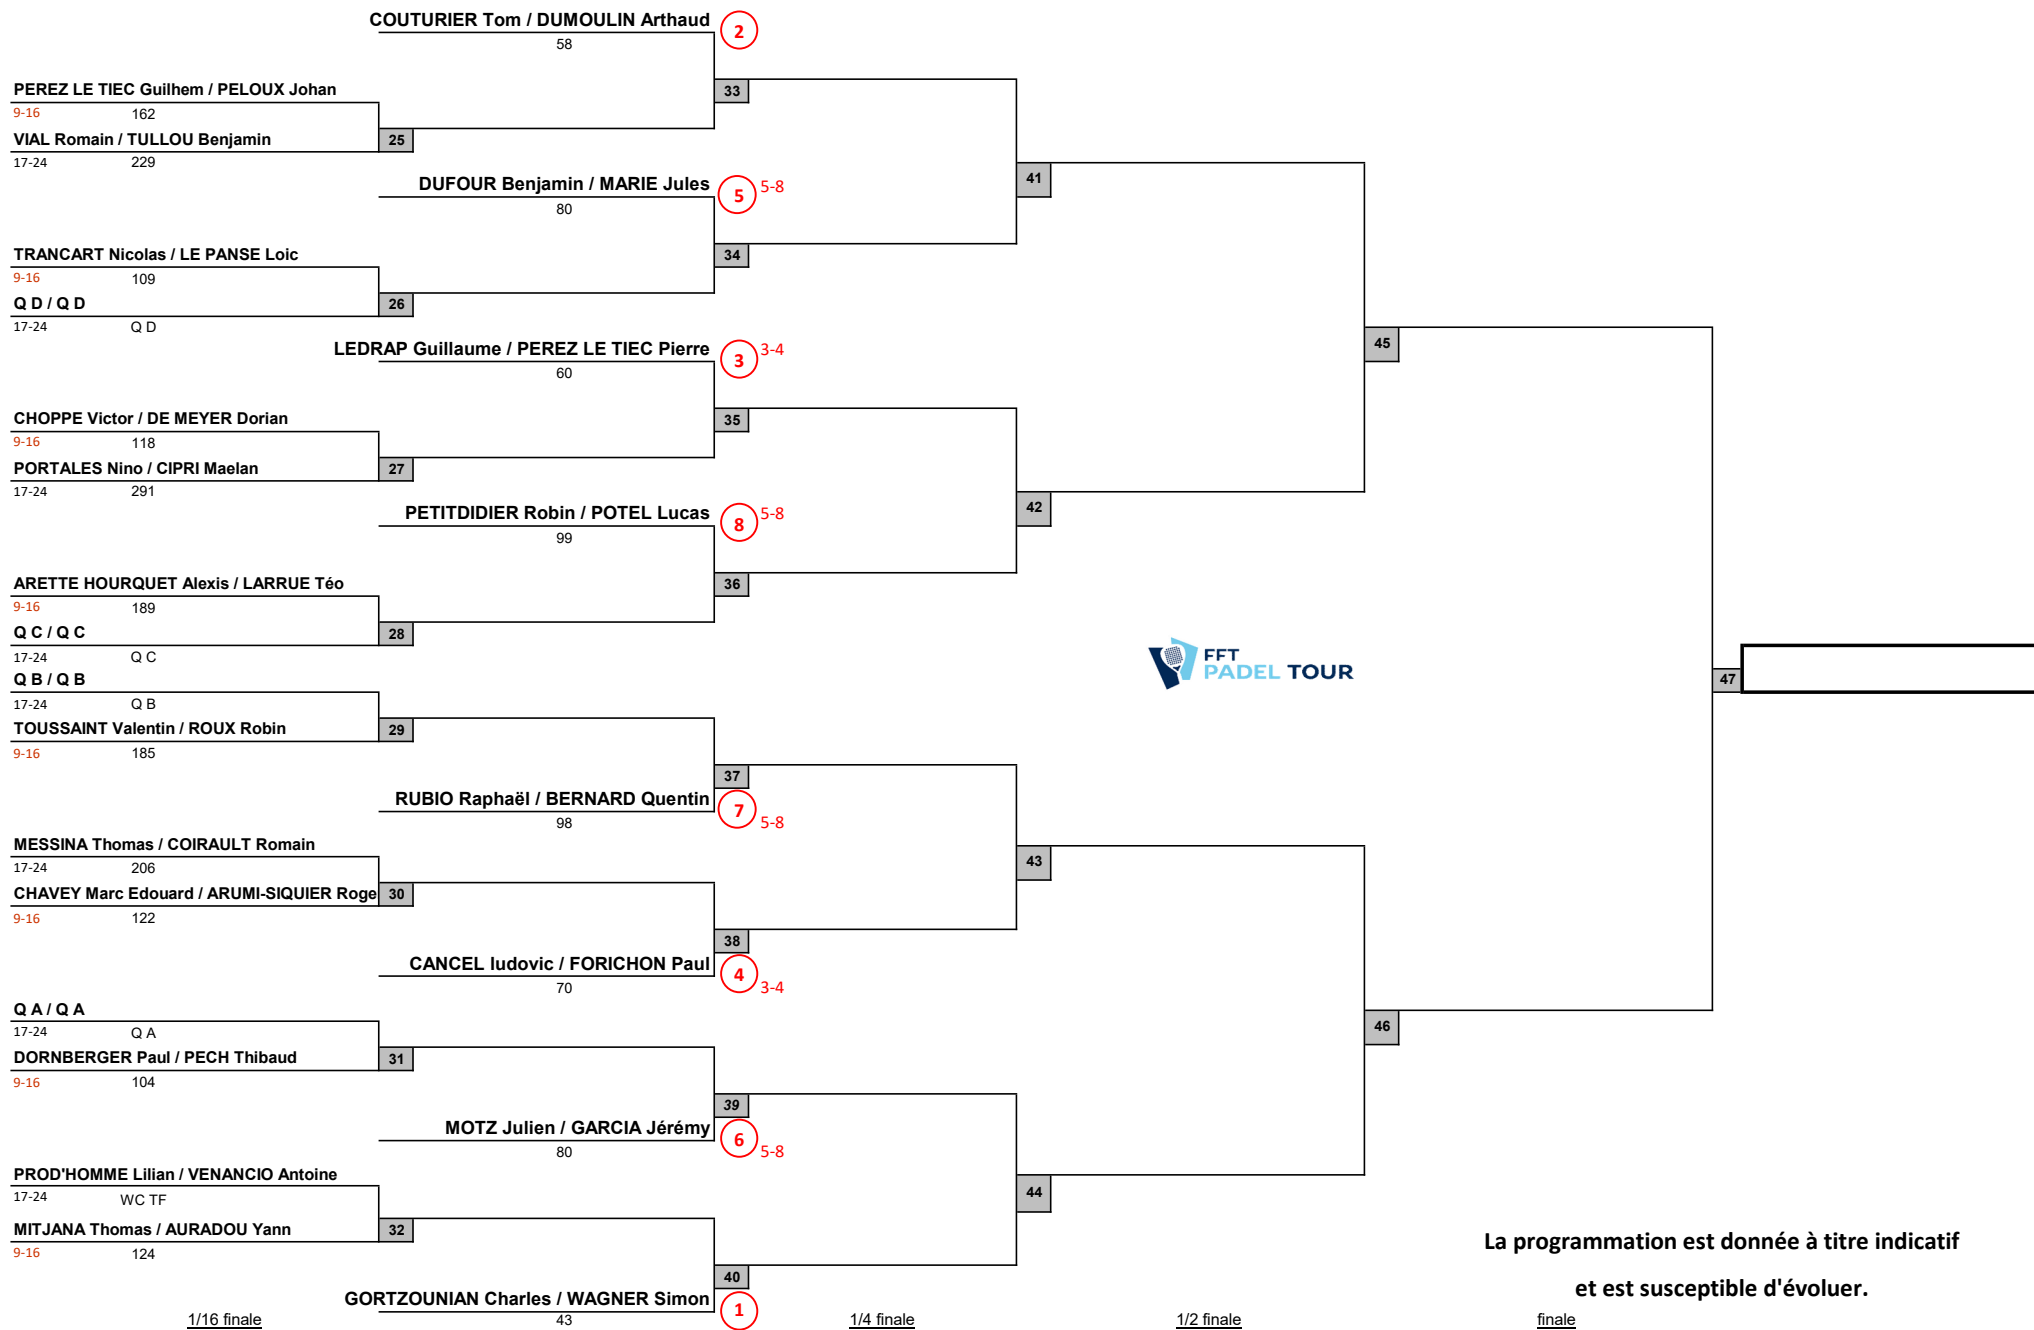 COUTURIER Tom / DUMOULIN Arthaud
2
58
PEREZ LE TIEC Guilhem / PELOUX Johan
33
9-16 162
VIAL Romain / TULLOU Benjamin
25
17-24 229
DUFOUR Benjamin / MARIE Jules
5 5-8
41
80
TRANCART Nicolas / LE PANSE Loic
34
9-16 109
Q D / Q D
26
17-24 Q D
LEDRAP Guillaume / PEREZ LE TIEC Pierre
3 3-4
45
60
CHOPPE Victor / DE MEYER Dorian
35
9-16 118
PORTALES Nino / CIPRI Maelan
27
17-24 291
PETITDIDIER Robin / POTEL Lucas
8 5-8
42
99
ARETTE HOURQUET Alexis / LARRUE Téo
36
9-16 189
Q C / Q C
28
17-24 Q C
FFT
PADEL TOUR
Q B / Q B
47
17-24 Q B
TOUSSAINT Valentin / ROUX Robin
29
9-16 185
37
RUBIO Raphaël / BERNARD Quentin
7 5-8
98
MESSINA Thomas / COIRAULT Romain
43
17-24 206
CHAVEY Marc Edouard / ARUMI-SIQUIER Roge
30
9-16 122
38
CANCEL ludovic / FORICHON Paul
4 3-4
70
Q A / Q A
46
17-24 Q A
DORNBERGER Paul / PECH Thibaud
31
9-16 104
39
MOTZ Julien / GARCIA Jérémy
6 5-8
80
PROD'HOMME Lilian / VENANCIO Antoine
44
17-24 WC TF
MITJANA Thomas / AURADOU Yann
32
9-16 124
La programmation est donnée à titre indicatif
40
et est susceptible d'évoluer.
GORTZOUNIAN Charles / WAGNER Simon
1
43
1/16 finale 1/4 finale 1/2 finale finale